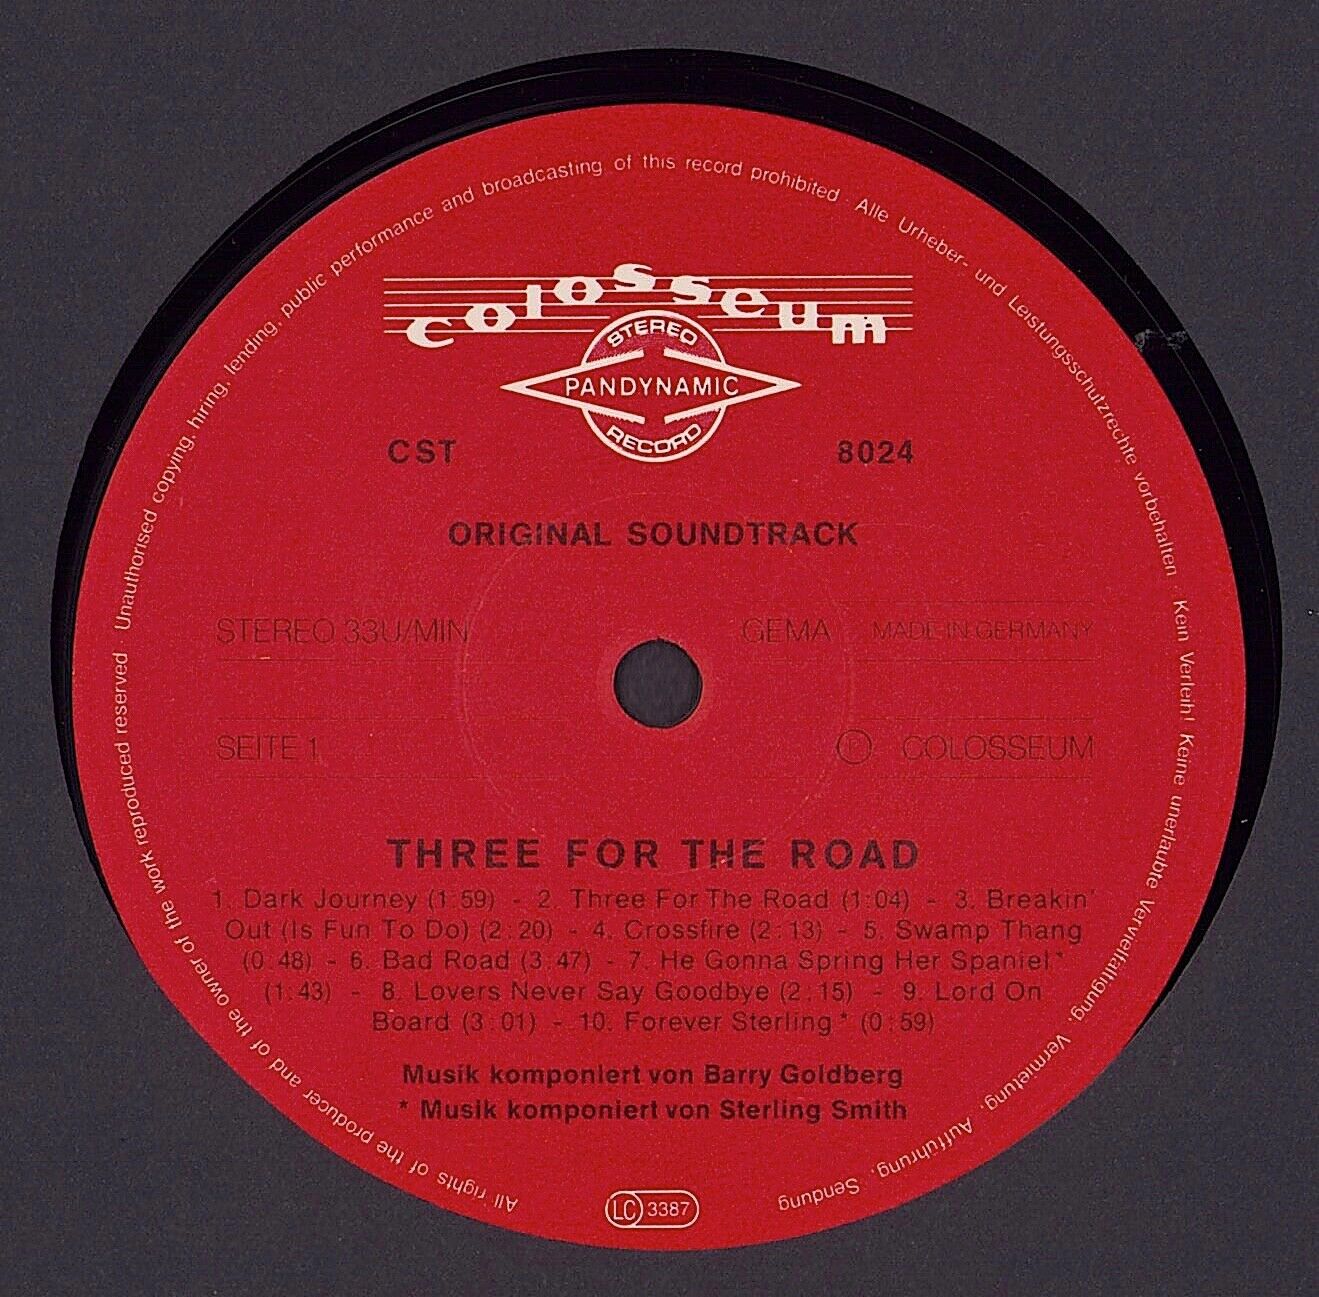 All rights of the producer and of the owner of the work reproduced reserved Unauthorised copying, hiring, lending, public performance and broadcasting of this record prohibited Alle Urheber- und Leistungsschutzrechte vorbehalten · Kein Verleih! Keine unerlaubte Vervielfaltigung, Vermietung, Aufführung, Sendung
colosseum
STEREO
PANDYNAMIC
RECORD
CST 8024
ORIGINAL SOUNDTRACK
STEREO 33U/MIN GEMA MADE IN GERMANY
SEITE 1 Ⓟ COLOSSEUM
THREE FOR THE ROAD
1. Dark Journey (1:59) - 2. Three For The Road (1:04) - 3. Breakin'
Out (Is Fun To Do) (2:20) - 4. Crossfire (2:13) - 5. Swamp Thang
(0.48) - 6. Bad Road (3.47) - 7. He Gonna Spring Her Spaniel*
(1:43) - 8. Lovers Never Say Goodbye (2:15) - 9. Lord On
Board (3:01) - 10. Forever Sterling* (0:59)
Musik komponiert von Barry Goldberg
* Musik komponiert von Sterling Smith
LC 3387